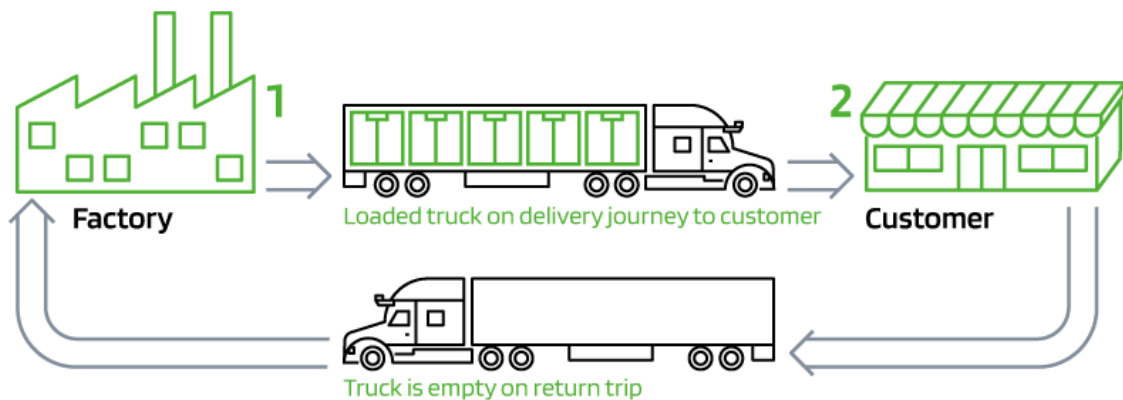 1
2
Factory
Loaded truck on delivery journey to customer
Customer
Truck is empty on return trip